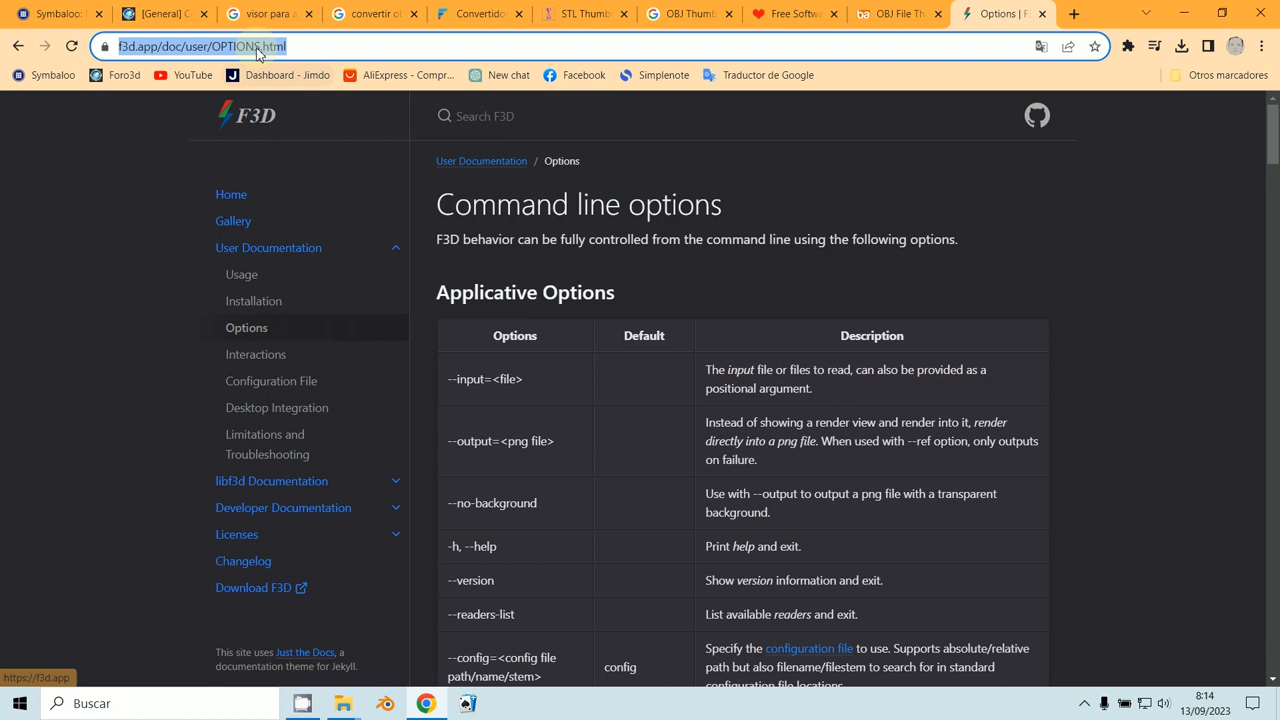 Symbaloo
[General] C
visor para a
convertir ol
Convertido
STL Thumb
OBJ Thumb
Free Softwa
OBJ File Th
Options | F3
f3d.app/doc/user/OPTIONS.html
Symbaloo
Foro3d
YouTube
Dashboard - Jimdo
AliExpress - Compr...
New chat
Facebook
Simplenote
Traductor de Google
Otros marcadores
F3D
Search F3D
User Documentation / Options
Home
Gallery
User Documentation
Usage
Installation
Options
Interactions
Configuration File
Desktop Integration
Limitations and
Troubleshooting
libf3d Documentation
Developer Documentation
Licenses
Changelog
Download F3D
This site uses Just the Docs, a
documentation theme for Jekyll.
Command line options
F3D behavior can be fully controlled from the command line using the following options.
Applicative Options
Options Default Description
--input=<file> The input file or files to read, can also be provided as a
positional argument.
--output=<png file> Instead of showing a render view and render into it, render
directly into a png file. When used with --ref option, only outputs
on failure.
--no-background Use with --output to output a png file with a transparent
background.
-h, --help Print help and exit.
--version Show version information and exit.
--readers-list List available readers and exit.
--config=<config file
path/name/stem>
config
Specify the configuration file to use. Supports absolute/relative
path but also filename/filestem to search for in standard
configuration file locations.
https://f3d.app
Buscar
8:14
13/09/2023